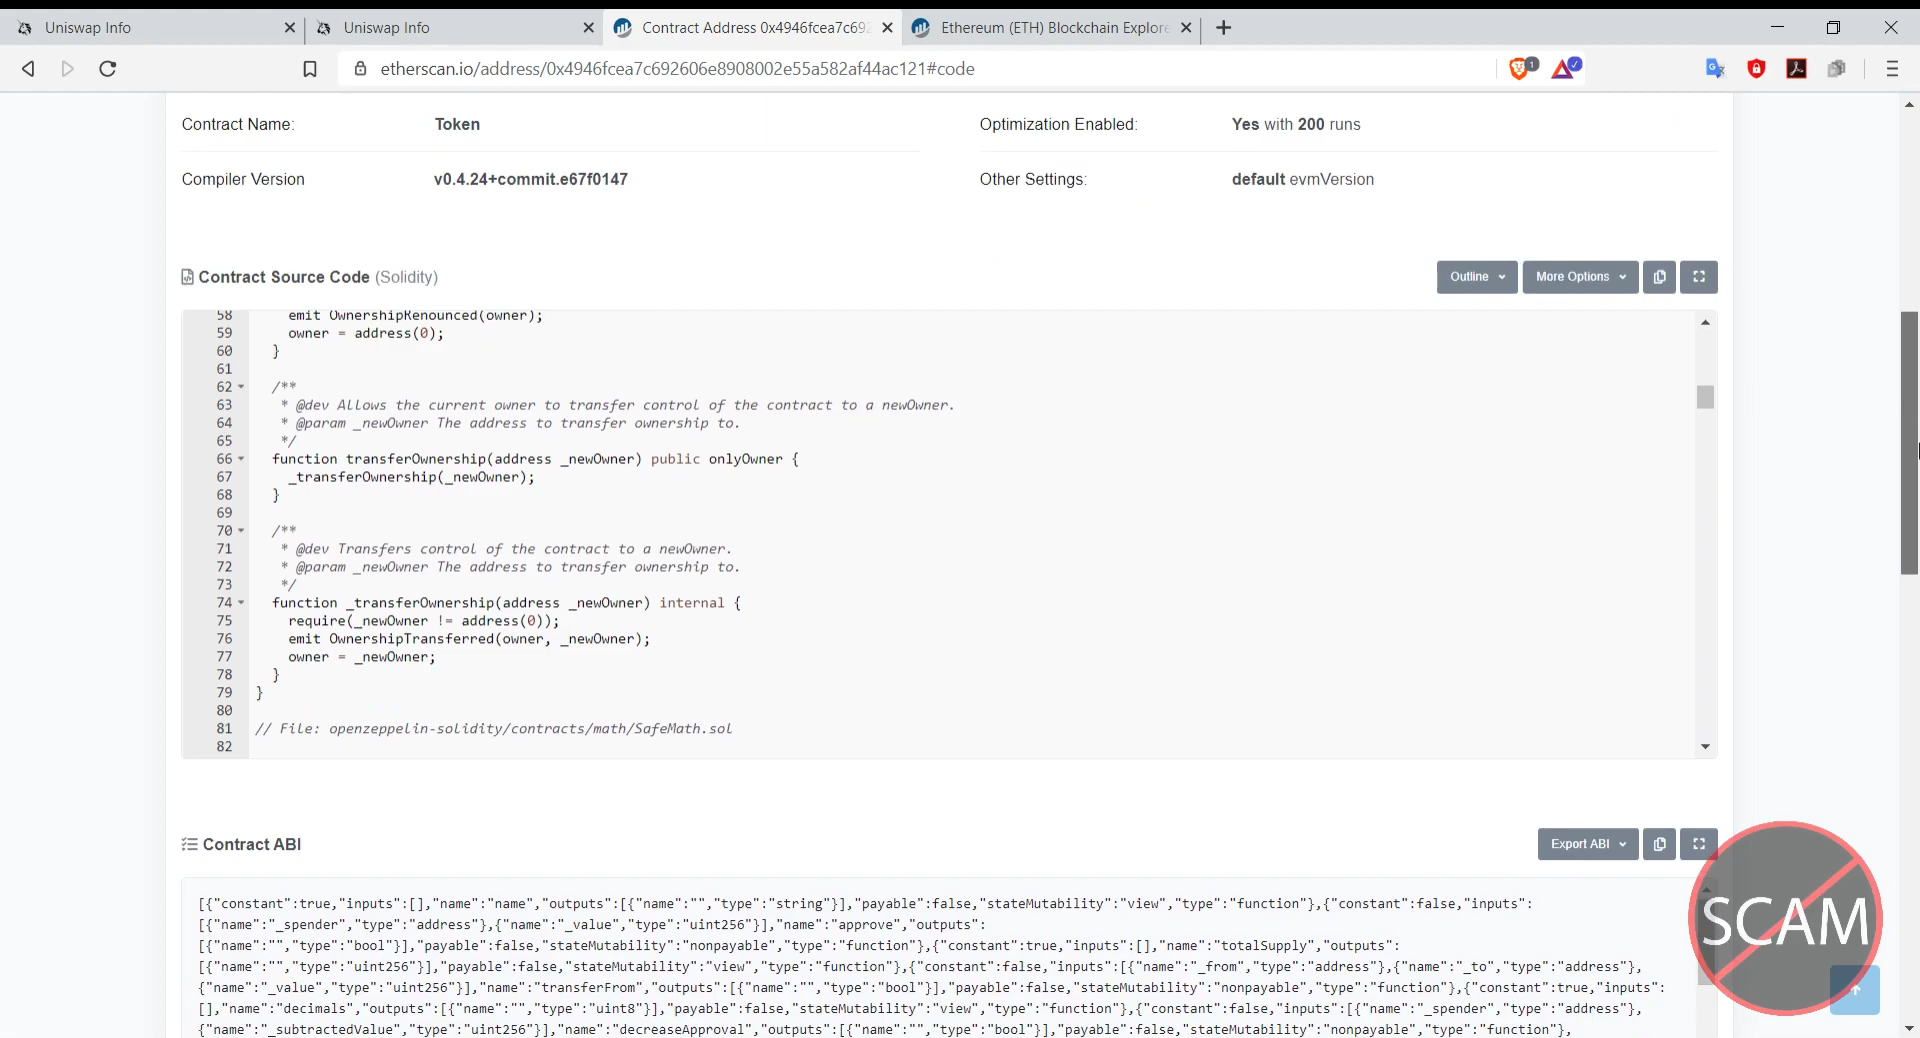 Uniswap Info
Uniswap Info
Contract Address 0x4946fcea7c692
Ethereum (ETH) Blockchain Explore
etherscan.io/address/0x4946fcea7c692606e8908002e55a582af44ac121#code
1
Contract Name:
Token
Optimization Enabled:
Yes with 200 runs
Compiler Version
v0.4.24+commit.e67f0147
Other Settings:
default evmVersion
Contract Source Code (Solidity)
Outline
More Options
58 emit OwnershipRenounced(owner);
59 owner = address(0);
60 }
61
62 /**
63 * @dev Allows the current owner to transfer control of the contract to a newOwner.
64 * @param _newOwner The address to transfer ownership to.
65 */
66 function transferOwnership(address _newOwner) public onlyOwner {
67 _transferOwnership(_newOwner);
68 }
69
70 /**
71 * @dev Transfers control of the contract to a newOwner.
72 * @param _newOwner The address to transfer ownership to.
73 */
74 function _transferOwnership(address _newOwner) internal {
75 require(_newOwner != address(0));
76 emit OwnershipTransferred(owner, _newOwner);
77 owner = _newOwner;
78 }
79 }
80
81 // File: openzeppelin-solidity/contracts/math/SafeMath.sol
82
Contract ABI
Export ABI
[{"constant":true,"inputs":[],"name":"name","outputs":[{"name":"","type":"string"}],"payable":false,"stateMutability":"view","type":"function"},{"constant":false,"inputs":
[{"name":"_spender","type":"address"},{"name":"_value","type":"uint256"}],"name":"approve","outputs":
[{"name":"","type":"bool"}],"payable":false,"stateMutability":"nonpayable","type":"function"},{"constant":true,"inputs":[],"name":"totalSupply","outputs":
[{"name":"","type":"uint256"}],"payable":false,"stateMutability":"view","type":"function"},{"constant":false,"inputs":[{"name":"_from","type":"address"},{"name":"_to","type":"address"},
{"name":"_value","type":"uint256"}],"name":"transferFrom","outputs":[{"name":"","type":"bool"}],"payable":false,"stateMutability":"nonpayable","type":"function"},{"constant":true,"inputs":
[],"name":"decimals","outputs":[{"name":"","type":"uint8"}],"payable":false,"stateMutability":"view","type":"function"},{"constant":false,"inputs":[{"name":"_spender","type":"address"},
{"name":"_subtractedValue","type":"uint256"}],"name":"decreaseApproval","outputs":[{"name":"","type":"bool"}],"payable":false,"stateMutability":"nonpayable","type":"function"},
SCAM